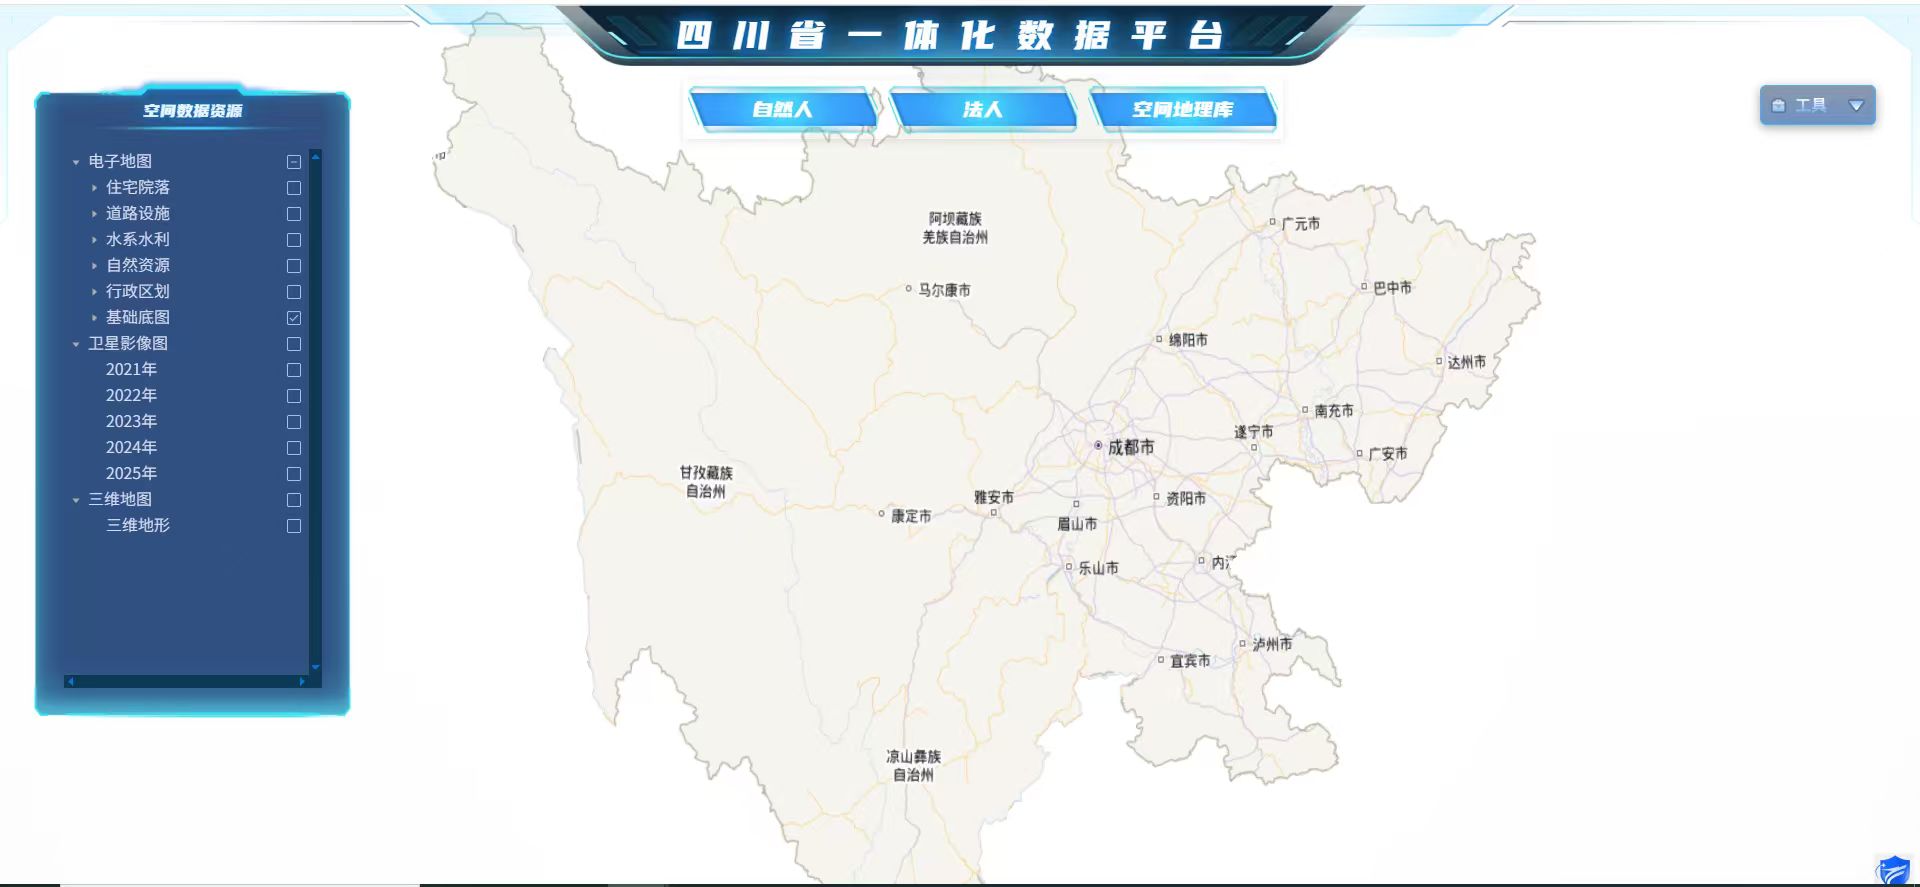 四川省一体化数据平台
自然人
法人
空间地理库
工具
空间数据资源
电子地图
住宅院落
道路设施
水系水利
自然资源
行政区划
基础底图
卫星影像图
2021年
2022年
2023年
2024年
2025年
三维地图
三维地形
阿坝藏族
羌族自治州
马尔康市
广元市
巴中市
绵阳市
达州市
南充市
遂宁市
广安市
成都市
甘孜藏族
自治州
康定市
雅安市
资阳市
眉山市
乐山市
内
泸州市
宜宾市
凉山彝族
自治州